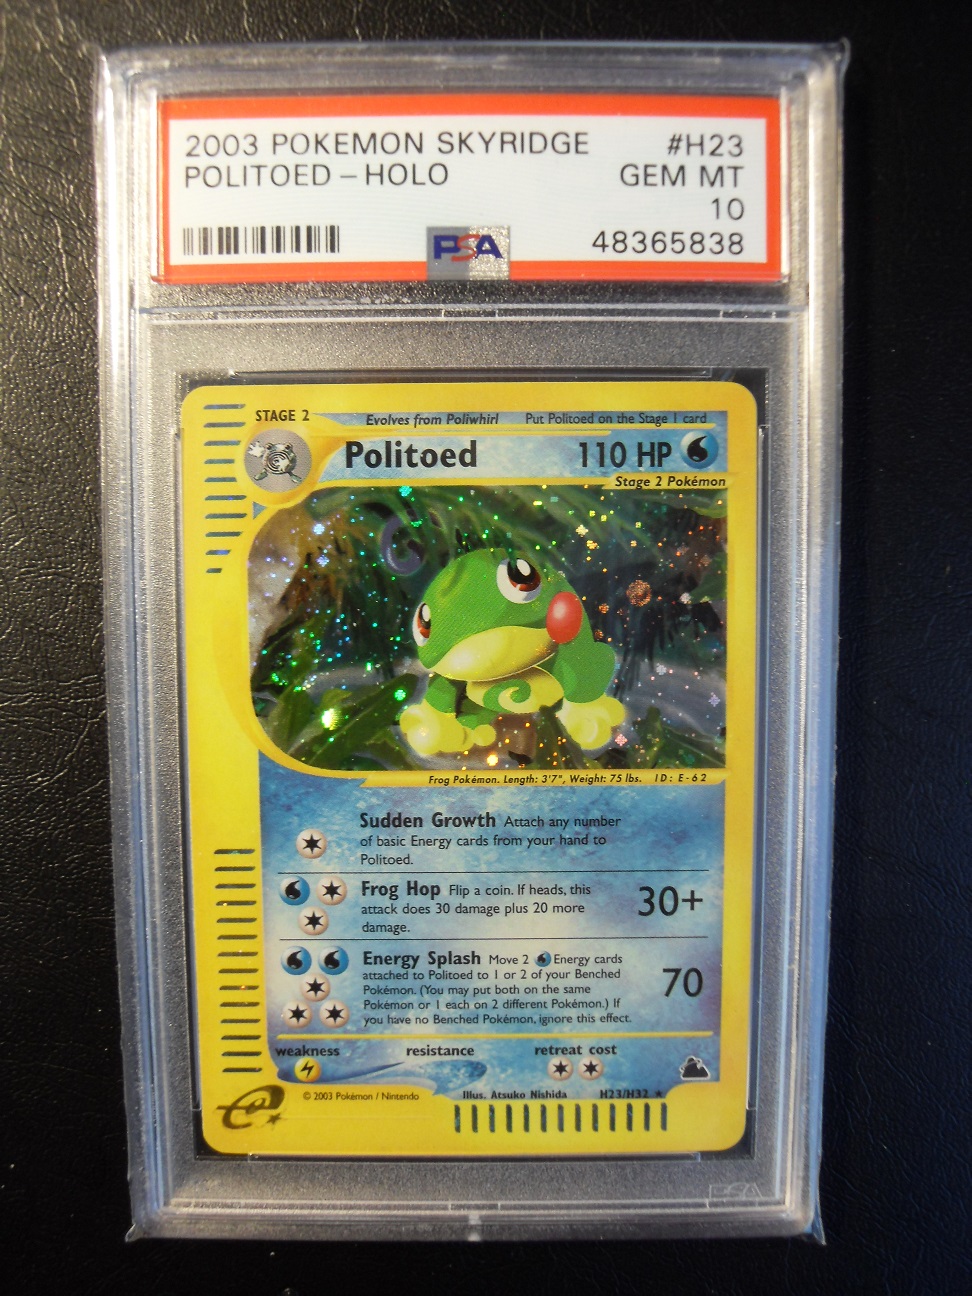 2003 POKEMON SKYRIDGE #H23
POLITOED – HOLO GEM MT
10
PSA 48365838
STAGE 2 Evolves from Poliwhirl Put Politoed on the Stage 1 card
Politoed 110 HP
Stage 2 Pokémon
Frog Pokémon. Length: 3'7", Weight: 75 lbs. ID: E-62
Sudden Growth Attach any number
of basic Energy cards from your hand to
Politoed.
Frog Hop Flip a coin. If heads, this
attack does 30 damage plus 20 more
damage.
30+
Energy Splash Move 2 Energy cards
attached to Politoed to 1 or 2 of your Benched
Pokémon. (You may put both on the same
Pokémon or 1 each on 2 different Pokémon.) If
you have no Benched Pokémon, ignore this effect.
70
weakness resistance retreat cost
e
© 2003 Pokémon / Nintendo Illus. Atsuko Nishida H23/H32 ★
PSA